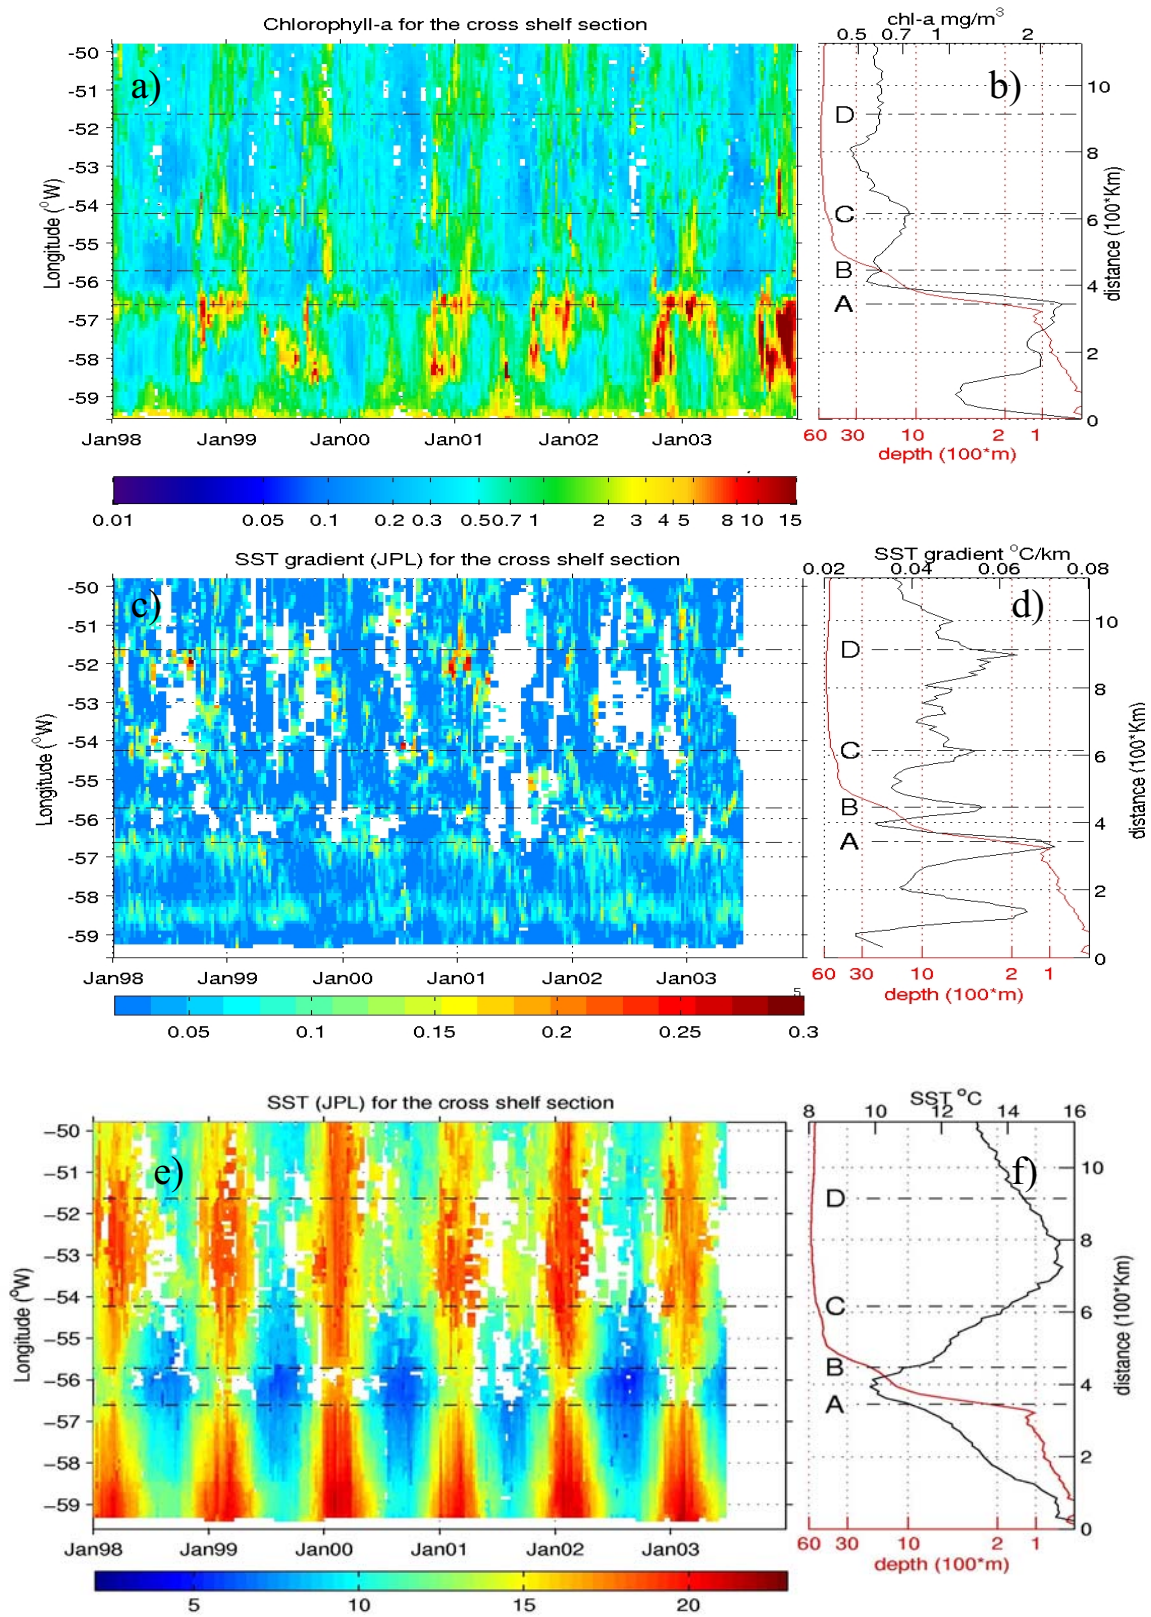 Chlorophyll-a for the cross shelf section
chl-a mg/m3
0.5 0.7 1 2
a)
b)
-50
-51
-52
-53
-54
-55
-56
-57
-58
-59
Longitude (0W)
Jan98 Jan99 Jan00 Jan01 Jan02 Jan03
D
C
B
A
10
8
6
4
2
0
distance (100*Km)
60 30 10 2 1
depth (100*m)
0.01 0.05 0.1 0.2 0.3 0.50.7 1 2 3 4 5 8 10 15
SST gradient (JPL) for the cross shelf section
SST gradient oC/km
0.02 0.04 0.06 0.08
c)
d)
-50
-51
-52
-53
-54
-55
-56
-57
-58
-59
Longitude (0W)
Jan98 Jan99 Jan00 Jan01 Jan02 Jan03
D
C
B
A
10
8
6
4
2
0
distance (100*Km)
60 30 10 2 1
depth (100*m)
5
0.05 0.1 0.15 0.2 0.25 0.3
SST (JPL) for the cross shelf section
SST oC
8 10 12 14 16
e)
f)
−50
−51
−52
−53
−54
−55
−56
−57
−58
−59
Longitude (oW)
Jan98 Jan99 Jan00 Jan01 Jan02 Jan03
D
C
B
A
10
8
6
4
2
0
distance (100*Km)
60 30 10 2 1
depth (100*m)
5 10 15 20